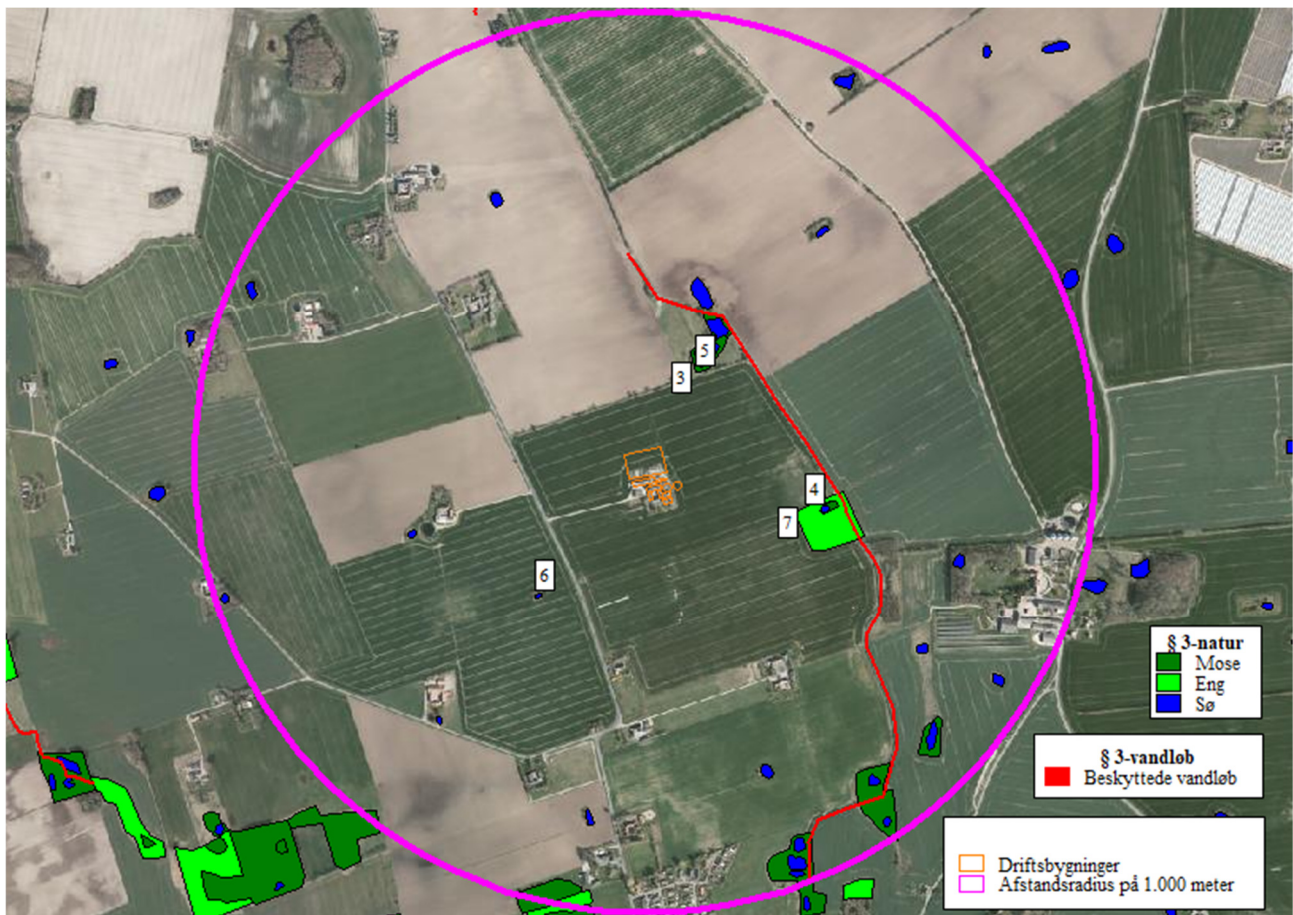 5
3
4
7
6
§ 3-natur
Mose
Eng
Sø
§ 3-vandløb
Beskyttede vandløb
Driftsbygninger
Afstandsradius på 1.000 meter